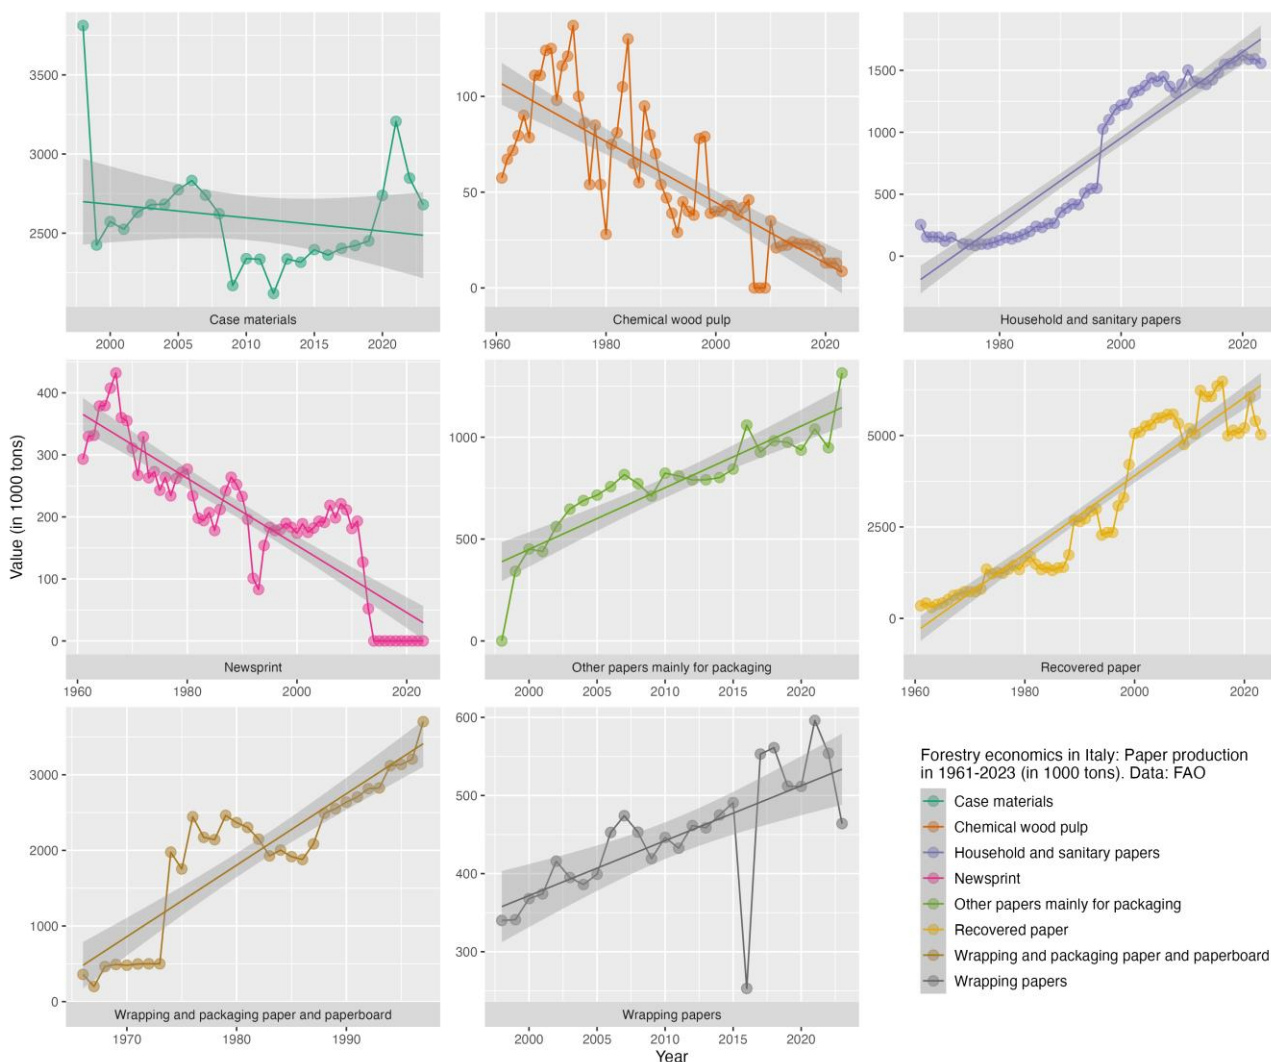 3500
3000
2500
Case materials
2000 2005 2010 2015 2020
100
50
0
Chemical wood pulp
1960 1980 2000 2020
1500
1000
500
0
Household and sanitary papers
1980 2000 2020
Value (in 1000 tons)
400
300
200
100
0
Newsprint
1960 1980 2000 2020
1000
500
0
Other papers mainly for packaging
2000 2005 2010 2015 2020
5000
2500
0
Recovered paper
1960 1980 2000 2020
3000
2000
1000
0
Wrapping and packaging paper and paperboard
1970 1980 1990
600
500
400
300
Wrapping papers
2000 2005 2010 2015 2020
Year
Forestry economics in Italy: Paper production
in 1961-2023 (in 1000 tons). Data: FAO
Case materials
Chemical wood pulp
Household and sanitary papers
Newsprint
Other papers mainly for packaging
Recovered paper
Wrapping and packaging paper and paperboard
Wrapping papers